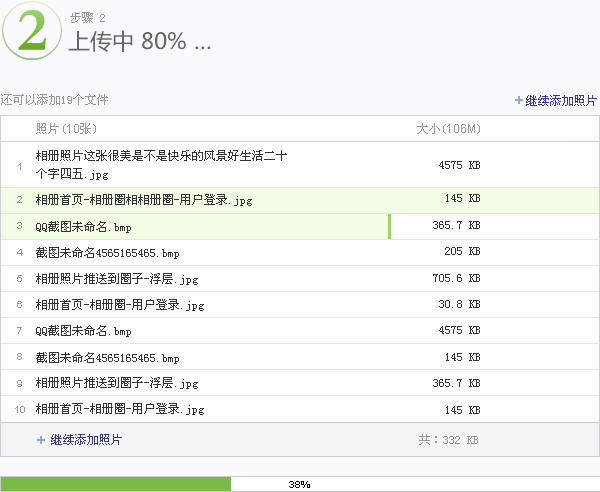 2
步骤 2
上传中 80% ...
还可以添加19个文件
+继续添加照片
照片(10张) 大小(106M)
1 相册照片这张很美是不是快乐的风景好生活二十 4575 KB
个字四五.jpg
2 相册首页-相册圈相相册圈-用户登录.jpg 145 KB
3 QQ截图未命名.bmp 365.7 KB
4 截图未命名4565165465.bmp 205 KB
5 相册照片推送到圈子-浮层.jpg 705.6 KB
6 相册首页-相册圈-用户登录.jpg 30.8 KB
7 QQ截图未命名.bmp 4575 KB
8 截图未命名4565165465.bmp 145 KB
9 相册照片推送到圈子-浮层.jpg 365.7 KB
10 相册首页-相册圈-用户登录.jpg 145 KB
+ 继续添加照片 共：332 KB
38%